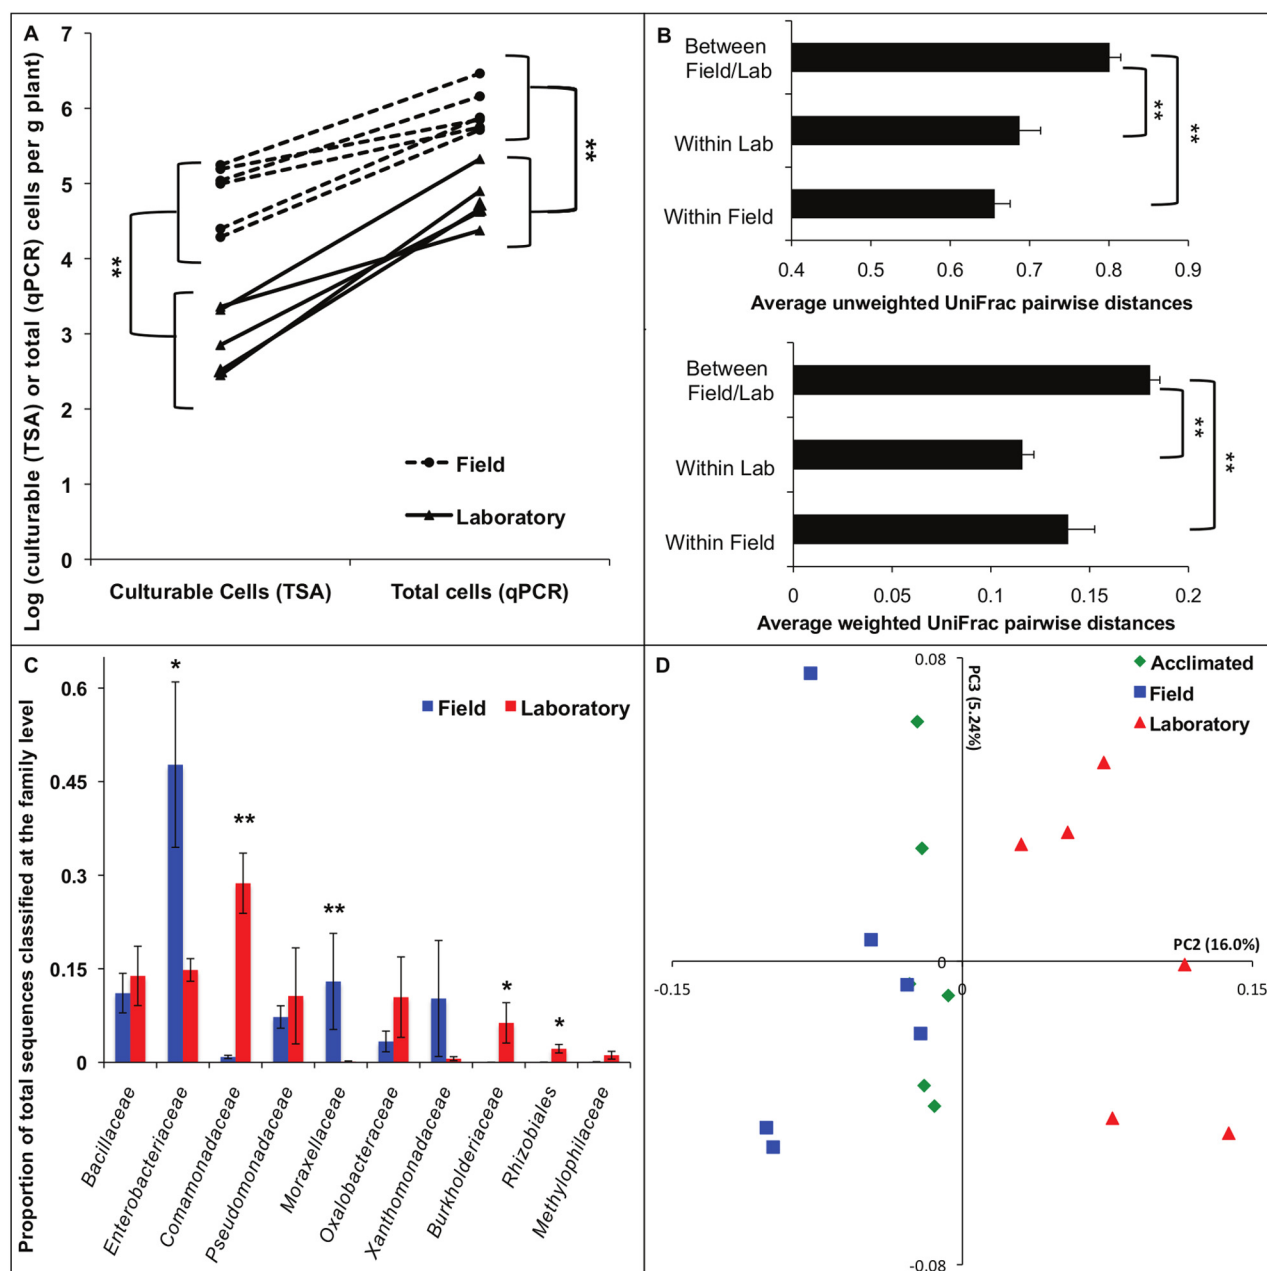 A
Log (culturable (TSA) or total (qPCR) cells per g plant)
7
6
5
4
3
2
1
0
**
**
Field
Laboratory
Culturable Cells (TSA)
Total cells (qPCR)
B
Between
Field/Lab
Within Lab
Within Field
**
**
0.4 0.5 0.6 0.7 0.8 0.9
Average unweighted UniFrac pairwise distances
Between
Field/Lab
Within Lab
Within Field
**
**
0 0.05 0.1 0.15 0.2
Average weighted UniFrac pairwise distances
C
Proportion of total sequences classified at the family level
0.6
0.45
0.3
0.15
0
Field Laboratory
*
**
**
*
*
Bacillaceae
Enterobacteriaceae
Comamonadaceae
Pseudomonadaceae
Moraxellaceae
Oxalobacteraceae
Xanthomonadaceae
Burkholderiaceae
Rhizobiales
Methylophilaceae
D
0.08
PC3 (5.24%)
Acclimated
Field
Laboratory
PC2 (16.0%)
0
-0.15 0 0.15
-0.08